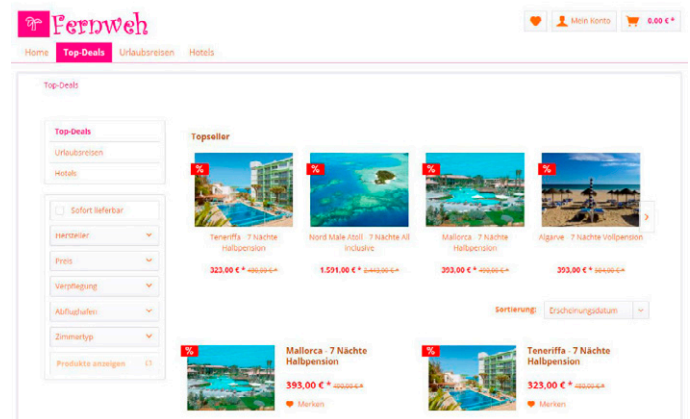 Fernweh
Mein Konto
0,00 € *
Home Top-Deals Urlaubsreisen Hotels
Top-Deals
Top-Deals
Urlaubsreisen
Hotels
Sofort lieferbar
Hersteller
Preis
Verpflegung
Abflughafen
Zimmertyp
Produkte anzeigen
Topseller
%
%
%
%
Teneriffa - 7 Nächte
Halbpension
323,00 € *
Nord Male Atoll - 7 Nächte All
Inclusive
1.591,00 € *
Mallorca - 7 Nächte
Halbpension
393,00 € *
Algarve - 7 Nächte Vollpension
393,00 € *
Sortierung: Erscheinungsdatum
%
Mallorca - 7 Nächte
Halbpension
393,00 € *
Merken
%
Teneriffa - 7 Nächte
Halbpension
323,00 € *
Merken